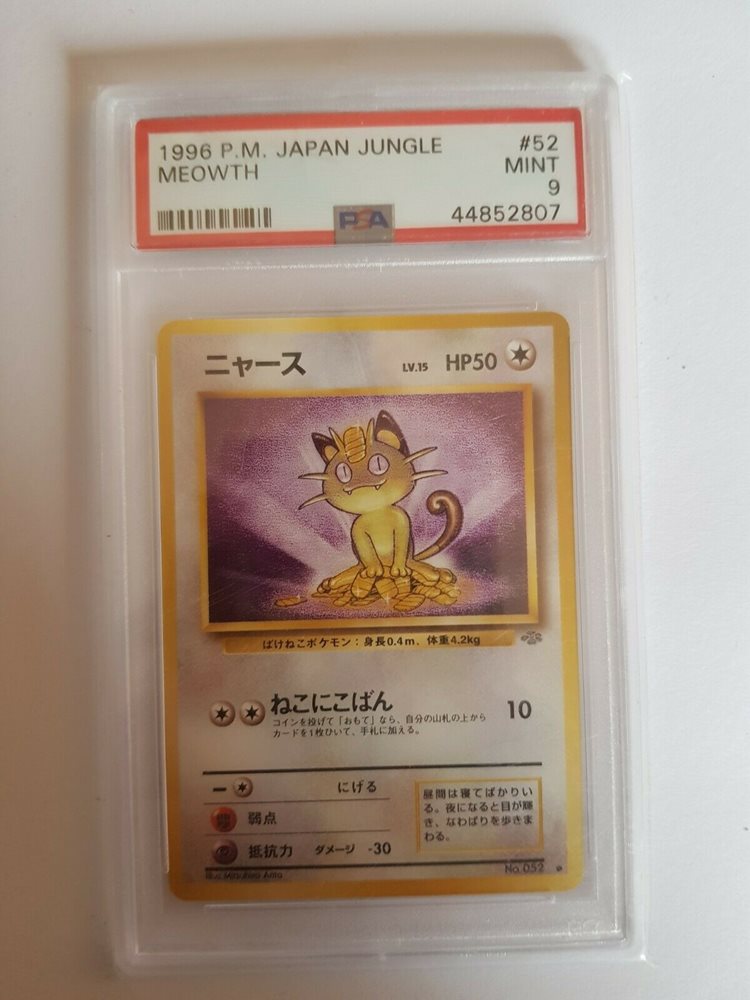 1996 P.M. JAPAN JUNGLE #52
MEOWTH MINT
9
PSA 44852807
ニャース LV.15 HP50
ばけねこポケモン:身長0.4m、体重4.2kg
ねこにこばん 10
コインを投げて「おもて」なら、自分の山札の上から
カードを1枚ひいて、手札に加える。
にげる
弱点
抵抗力 ダメージ -30
昼間は寝てばかりい
る。夜になると目が輝
き、なわばりを歩きま
わる。
Illus. Mitsuhiro Arita No.052